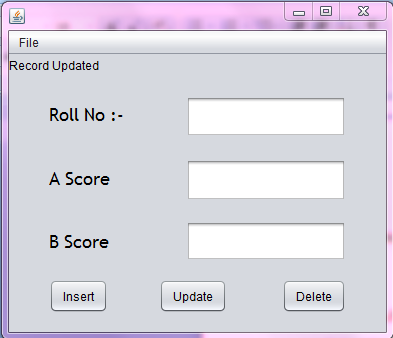 File
Record Updated
Roll No :-
A Score
B Score
Insert Update Delete